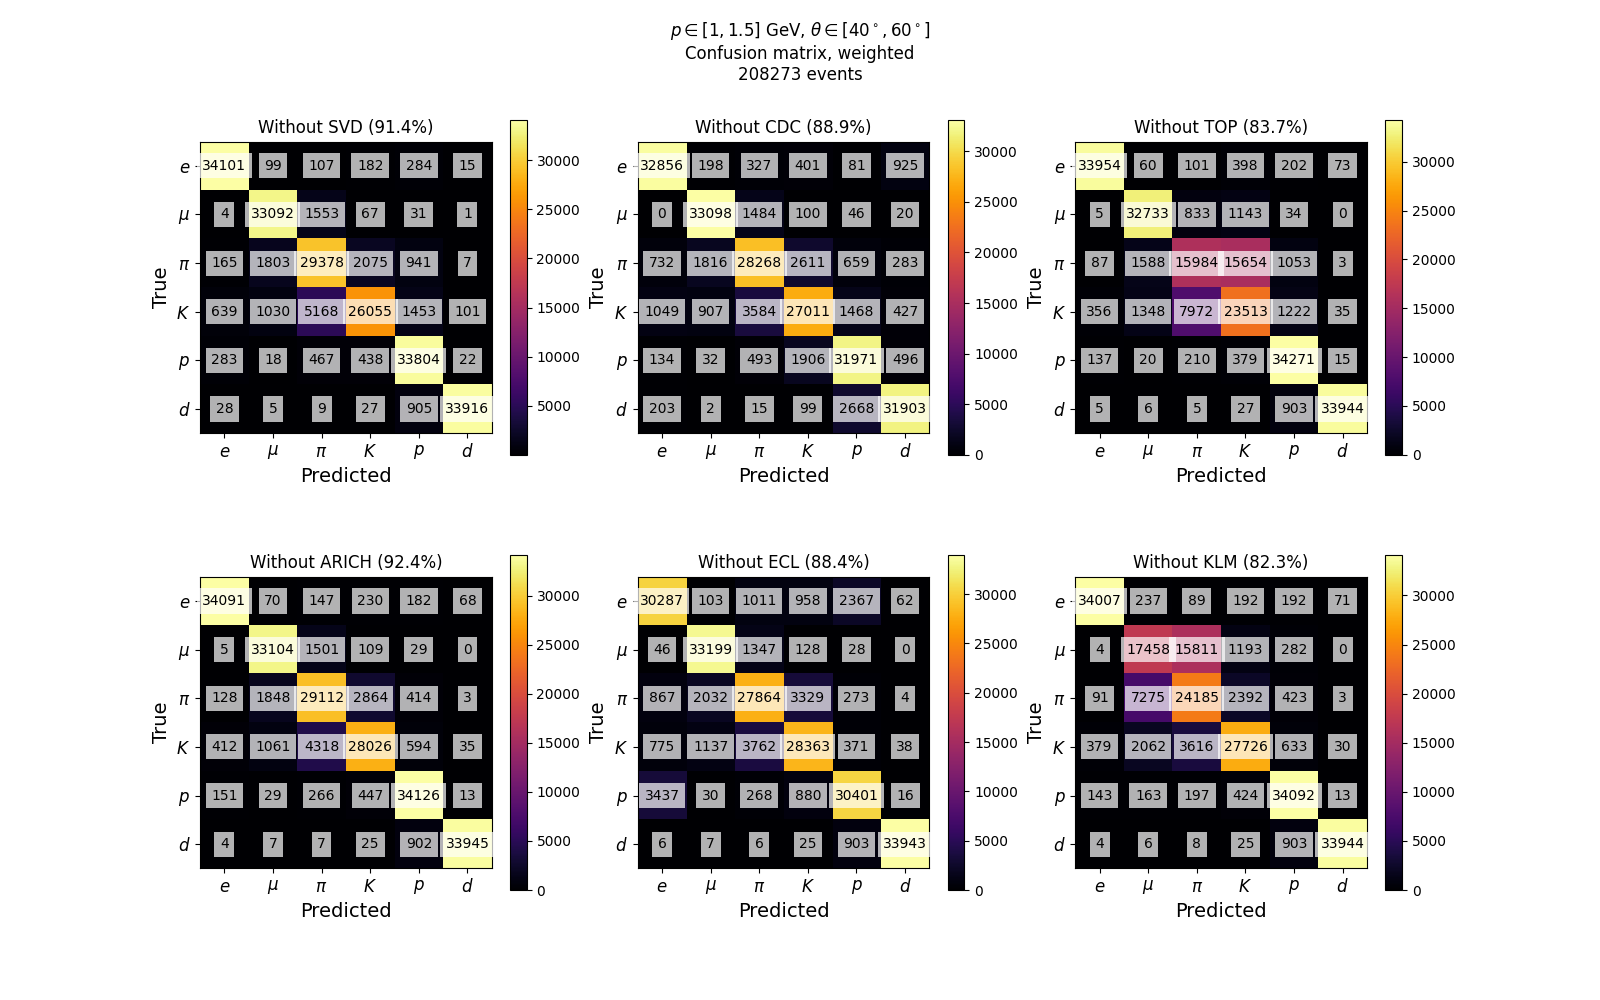 p ∈ [1, 1.5] GeV, θ ∈ [40°, 60°]
Confusion matrix, weighted
208273 events
Without SVD (91.4%)
True
e 34101 99 107 182 284 15
μ 4 33092 1553 67 31 1
π 165 1803 29378 2075 941 7
K 639 1030 5168 26055 1453 101
p 283 18 467 438 33804 22
d 28 5 9 27 905 33916
e μ π K p d
Predicted
30000
25000
20000
15000
10000
5000
Without CDC (88.9%)
True
e 32856 198 327 401 81 925
μ 0 33098 1484 100 46 20
π 732 1816 28268 2611 659 283
K 1049 907 3584 27011 1468 427
p 134 32 493 1906 31971 496
d 203 2 15 99 2668 31903
e μ π K p d
Predicted
30000
25000
20000
15000
10000
5000
0
Without TOP (83.7%)
True
e 33954 60 101 398 202 73
μ 5 32733 833 1143 34 0
π 87 1588 15984 15654 1053 3
K 356 1348 7972 23513 1222 35
p 137 20 210 379 34271 15
d 5 6 5 27 903 33944
e μ π K p d
Predicted
30000
25000
20000
15000
10000
5000
0
Without ARICH (92.4%)
True
e 34091 70 147 230 182 68
μ 5 33104 1501 109 29 0
π 128 1848 29112 2864 414 3
K 412 1061 4318 28026 594 35
p 151 29 266 447 34126 13
d 4 7 7 25 902 33945
e μ π K p d
Predicted
30000
25000
20000
15000
10000
5000
0
Without ECL (88.4%)
True
e 30287 103 1011 958 2367 62
μ 46 33199 1347 128 28 0
π 867 2032 27864 3329 273 4
K 775 1137 3762 28363 371 38
p 3437 30 268 880 30401 16
d 6 7 6 25 903 33943
e μ π K p d
Predicted
30000
25000
20000
15000
10000
5000
0
Without KLM (82.3%)
True
e 34007 237 89 192 192 71
μ 4 17458 15811 1193 282 0
π 91 7275 24185 2392 423 3
K 379 2062 3616 27726 633 30
p 143 163 197 424 34092 13
d 4 6 8 25 903 33944
e μ π K p d
Predicted
30000
25000
20000
15000
10000
5000
0